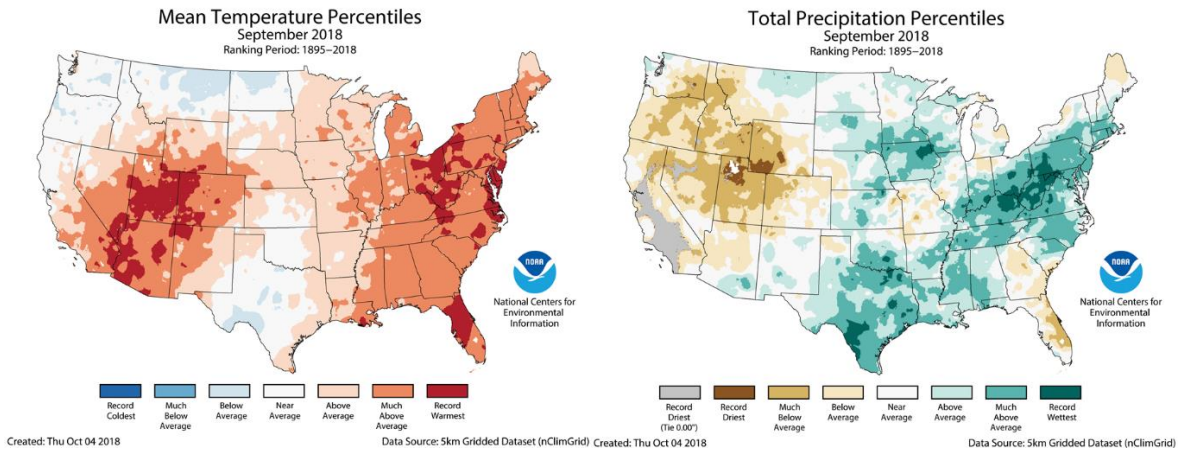 Mean Temperature Percentiles
September 2018
Ranking Period: 1895–2018
NOAA
National Centers for
Environmental
Information
Record
Coldest
Much
Below
Average
Below
Average
Near
Average
Above
Average
Much
Above
Average
Record
Warmest
Created: Thu Oct 04 2018
Data Source: 5km Gridded Dataset (nClimGrid)
Total Precipitation Percentiles
September 2018
Ranking Period: 1895–2018
NOAA
National Centers for
Environmental
Information
Record
Driest
(Tie 0.00")
Record
Driest
Much
Below
Average
Below
Average
Near
Average
Above
Average
Much
Above
Average
Record
Wettest
Created: Thu Oct 04 2018
Data Source: 5km Gridded Dataset (nClimGrid)